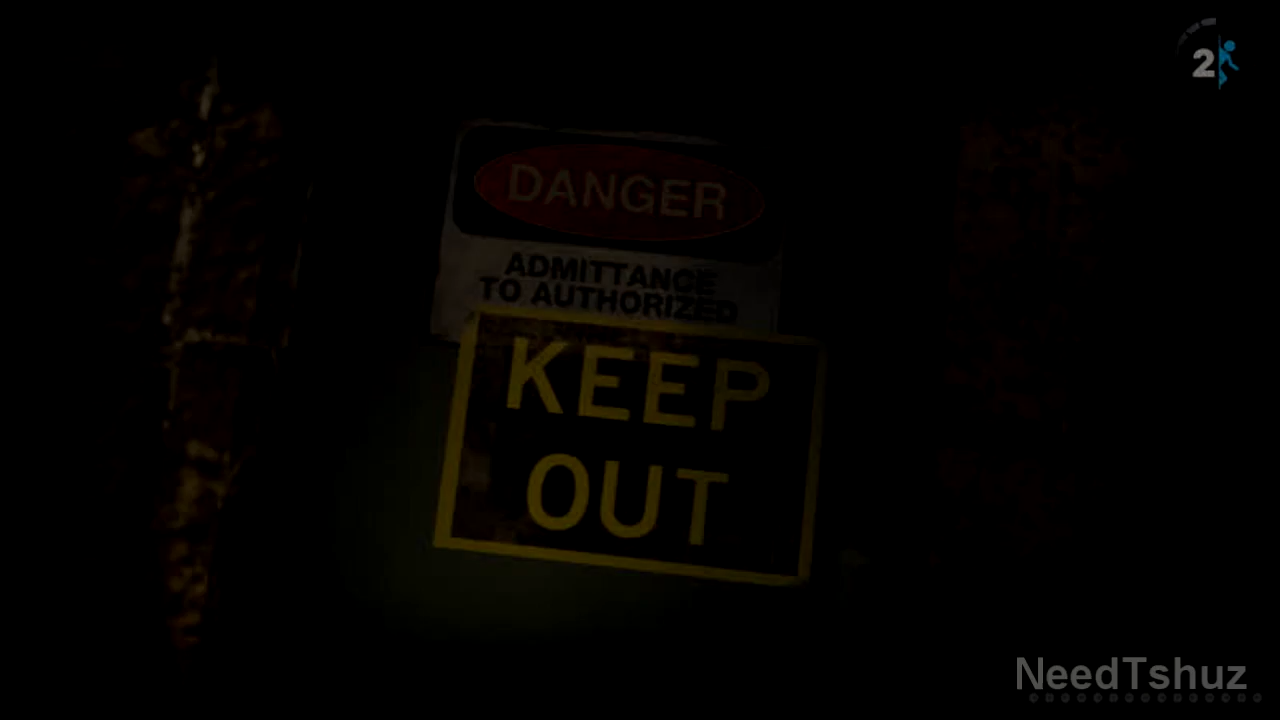 2
DANGER
ADMITTANCE
TO AUTHORIZED
KEEP
OUT
NeedTshuz